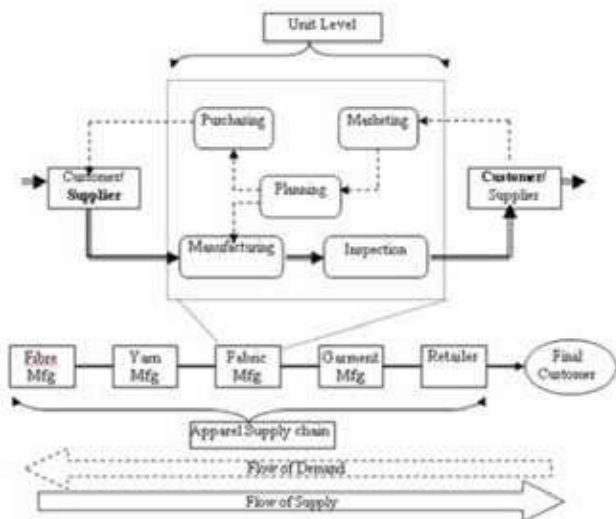 Unit Level
Purchasing
Marketing
Customer/
Supplier
Planning
Customer/
Supplier
Manufacturing
Inspection
Fibre
Mfg
Yarn
Mfg
Fabric
Mfg
Garment
Mfg
Retailer
Final
Customer
Apparel Supply chain
Flow of Demand
Flow of Supply